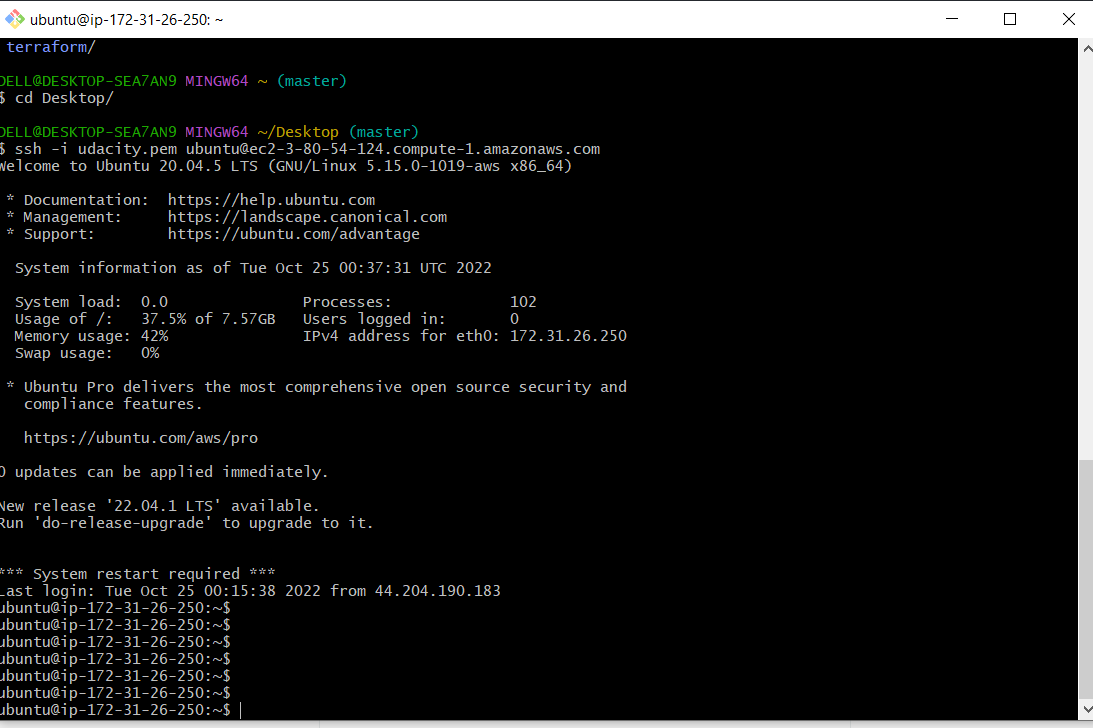 ubuntu@ip-172-31-26-250: ~
terraform/
DELL@DESKTOP-SEA7AN9 MINGW64 ~ (master)
$ cd Desktop/
DELL@DESKTOP-SEA7AN9 MINGW64 ~/Desktop (master)
$ ssh -i udacity.pem ubuntu@ec2-3-80-54-124.compute-1.amazonaws.com
Welcome to Ubuntu 20.04.5 LTS (GNU/Linux 5.15.0-1019-aws x86_64)
* Documentation:  https://help.ubuntu.com
* Management:     https://landscape.canonical.com
* Support:        https://ubuntu.com/advantage
System information as of Tue Oct 25 00:37:31 UTC 2022
System load:  0.0               Processes:             102
Usage of /:   37.5% of 7.57GB   Users logged in:       0
Memory usage: 42%               IPv4 address for eth0: 172.31.26.250
Swap usage:   0%
* Ubuntu Pro delivers the most comprehensive open source security and
compliance features.
https://ubuntu.com/aws/pro
0 updates can be applied immediately.
New release '22.04.1 LTS' available.
Run 'do-release-upgrade' to upgrade to it.
*** System restart required ***
Last login: Tue Oct 25 00:15:38 2022 from 44.204.190.183
ubuntu@ip-172-31-26-250:~$
ubuntu@ip-172-31-26-250:~$
ubuntu@ip-172-31-26-250:~$
ubuntu@ip-172-31-26-250:~$
ubuntu@ip-172-31-26-250:~$
ubuntu@ip-172-31-26-250:~$
ubuntu@ip-172-31-26-250:~$